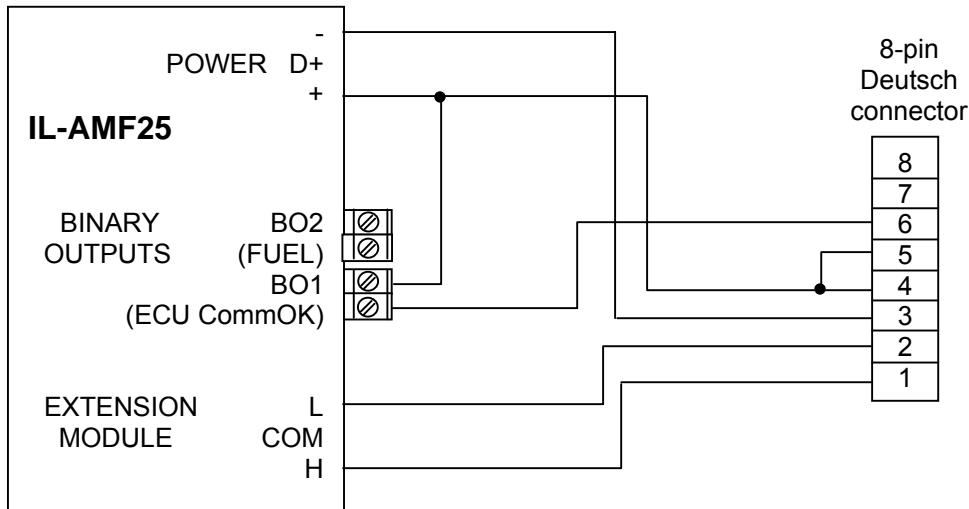 -
POWER D+
+
IL-AMF25
BINARY BO2
OUTPUTS (FUEL)
BO1
(ECU CommOK)
EXTENSION L
MODULE COM
H
8-pin
Deutsch
connector
8
7
6
5
4
3
2
1